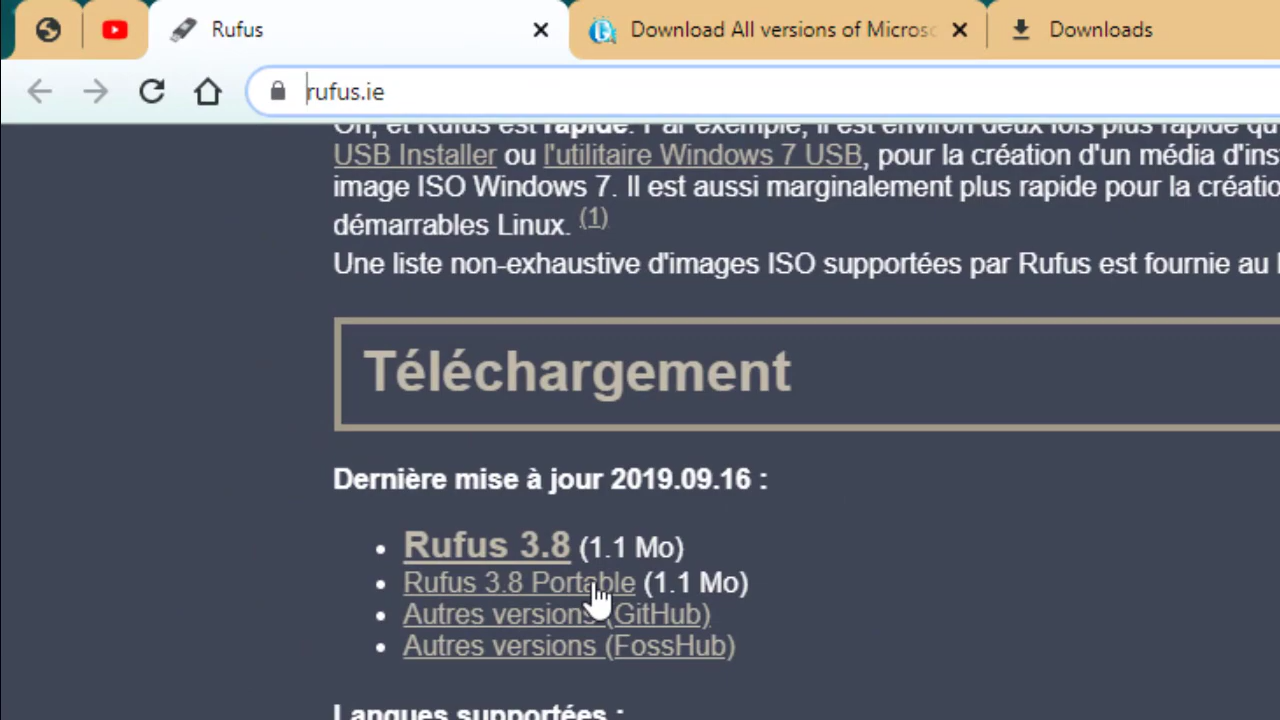 Rufus
Download All versions of Microsc
Downloads
rufus.ie
Oh, et Rufus est rapide. Par exemple, il est environ deux fois plus rapide qu
USB Installer ou l'utilitaire Windows 7 USB, pour la création d'un média d'ins
image ISO Windows 7. Il est aussi marginalement plus rapide pour la créatio
démarrables Linux. (1)
Une liste non-exhaustive d'images ISO supportées par Rufus est fournie au
Téléchargement
Dernière mise à jour 2019.09.16 :
Rufus 3.8 (1.1 Mo)
Rufus 3.8 Portable (1.1 Mo)
Autres versions (GitHub)
Autres versions (FossHub)
Langues supportées :